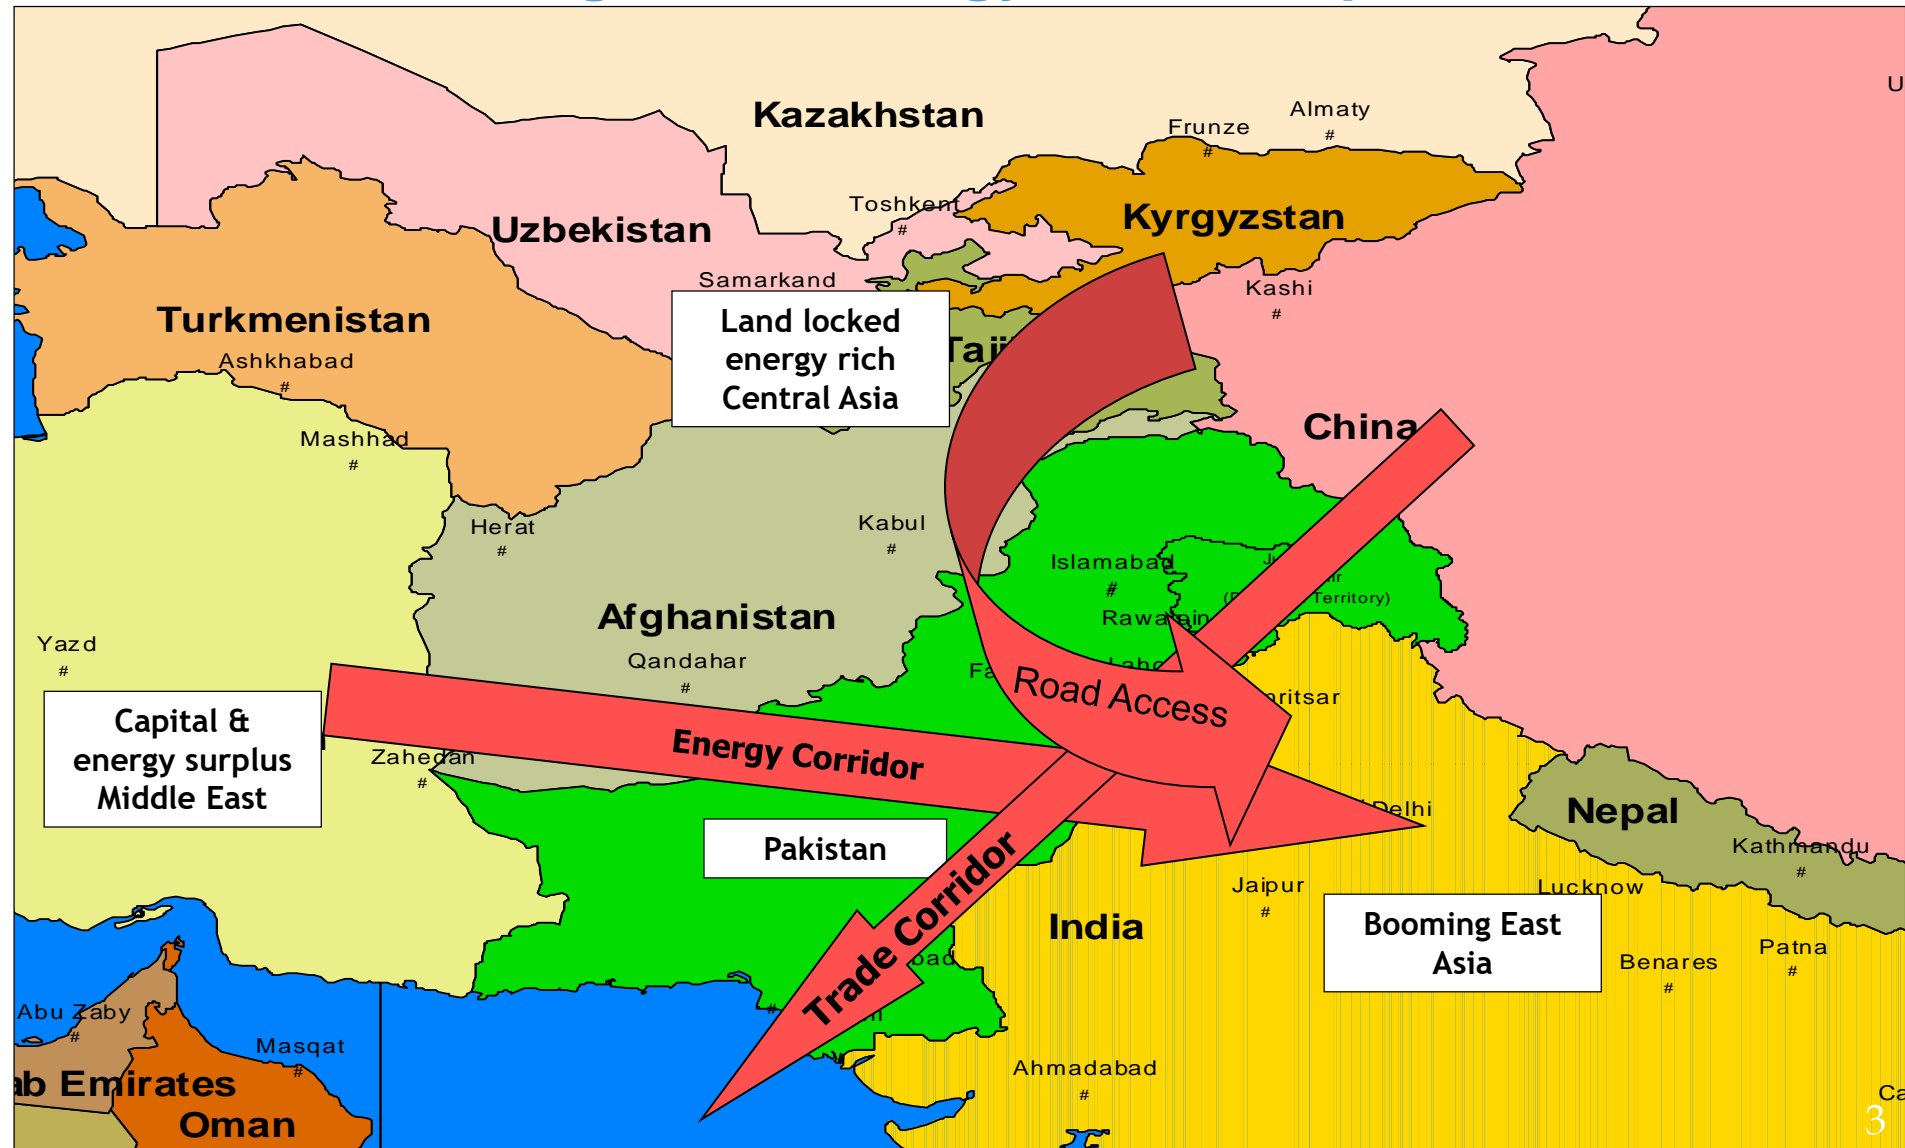 Kazakhstan
Almaty
#
Frunze
#
Toshkent
#
Kyrgyzstan
Uzbekistan
Samarkand
Kashi
#
Turkmenistan
Ashkhabad
#
Land locked
energy rich
Central Asia
China
Mashhad
#
Herat
#
Kabul
#
Islamabad
#
Territory)
Afghanistan
Yazd
#
Qandahar
#
Road Access
Capital &
energy surplus
Middle East
Zahedan
#
Energy Corridor
Delhi
Nepal
Kathmandu
#
Pakistan
Trade Corridor
Jaipur
#
Lucknow
India
Booming East
Asia
Benares
#
Patna
#
Abu Zaby
#
Masqat
#
#
Emirates
Oman
Ahmadabad
#
3